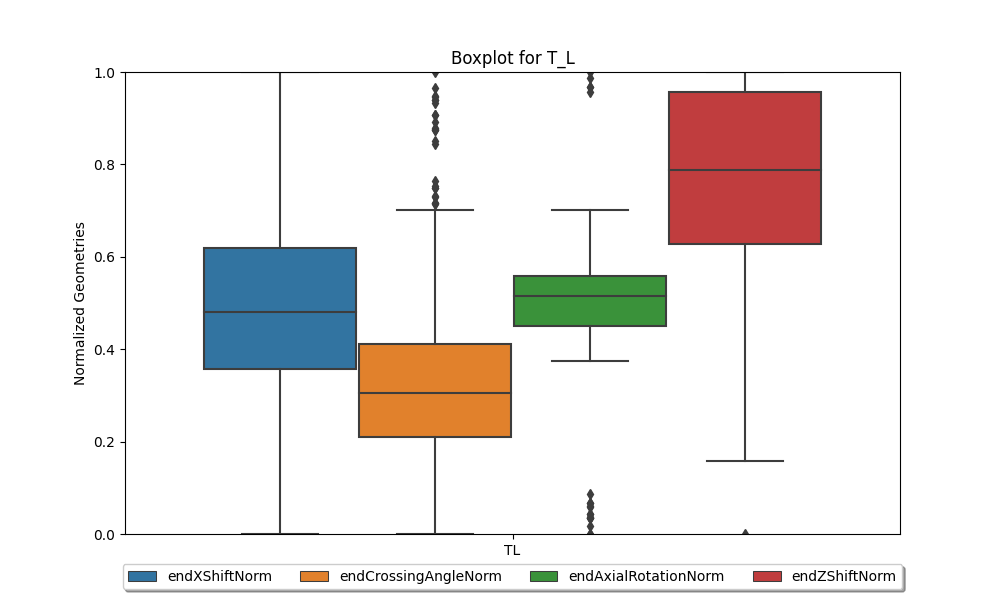 Boxplot for T_L
1.0
0.8
0.6
0.4
0.2
0.0
Normalized Geometries
TL
endXShiftNorm endCrossingAngleNorm endAxialRotationNorm endZShiftNorm